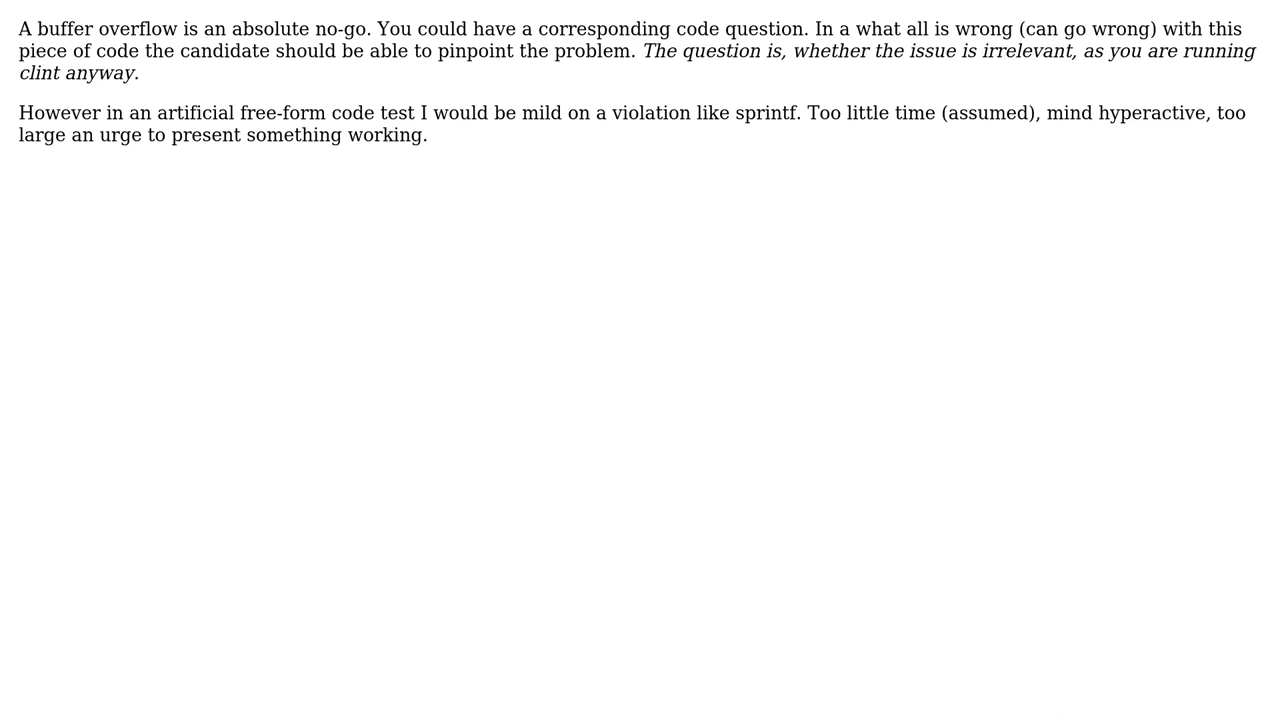 A buffer overflow is an absolute no-go. You could have a corresponding code question. In a what all is wrong (can go wrong) with this
piece of code the candidate should be able to pinpoint the problem. The question is, whether the issue is irrelevant, as you are running
clint anyway.
However in an artificial free-form code test I would be mild on a violation like sprintf. Too little time (assumed), mind hyperactive, too
large an urge to present something working.